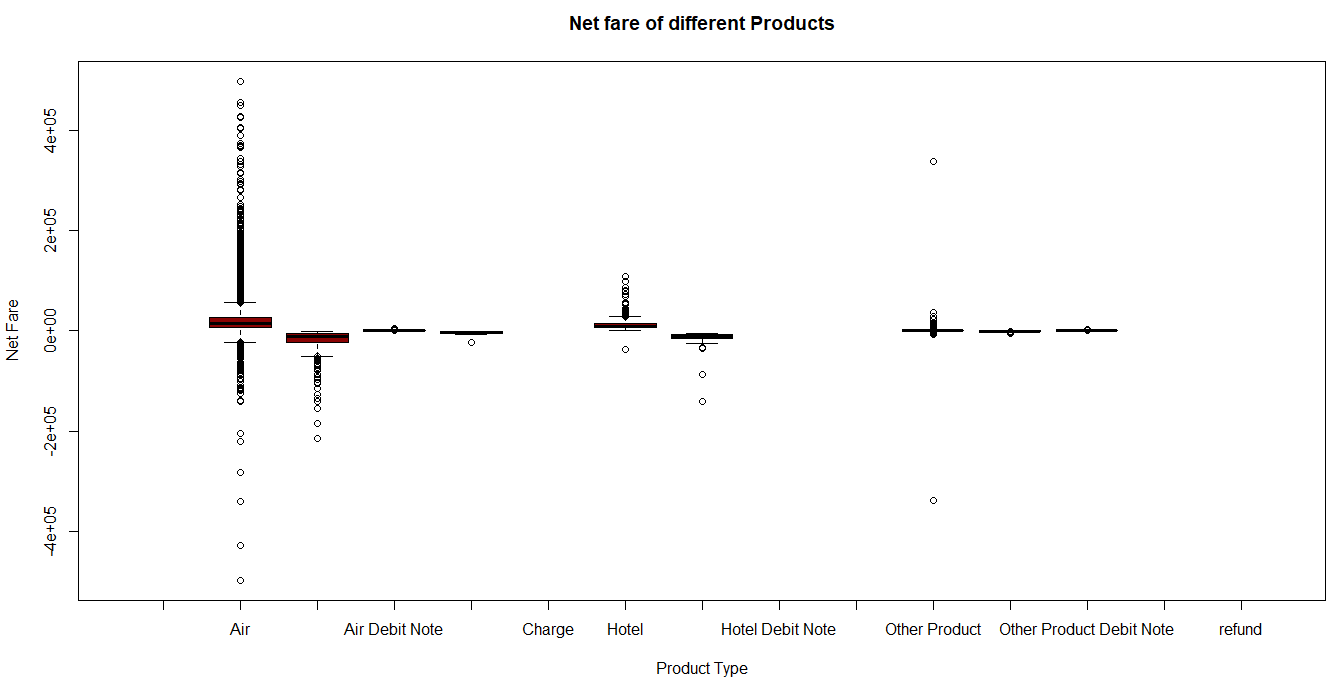 Net fare of different Products
Net Fare
4e+05
2e+05
0e+00
-2e+05
-4e+05
Air
Air Debit Note
Charge
Hotel
Hotel Debit Note
Other Product
Other Product Debit Note
refund
Product Type